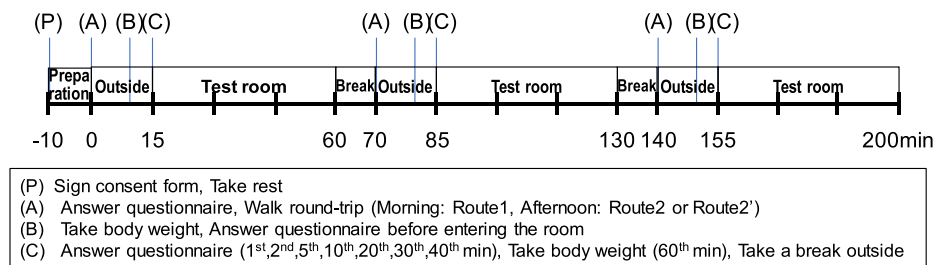 (P) (A) (B)(C) (A) (B)(C) (A) (B)(C)
Prepa
ration Outside Test room Break Outside Test room Break Outside Test room
-10 0 15 60 70 85 130 140 155 200min
(P) Sign consent form, Take rest
(A) Answer questionnaire, Walk round-trip (Morning: Route1, Afternoon: Route2 or Route2’)
(B) Take body weight, Answer questionnaire before entering the room
(C) Answer questionnaire (1st,2nd,5th,10th,20th,30th,40th min), Take body weight (60th min), Take a break outside